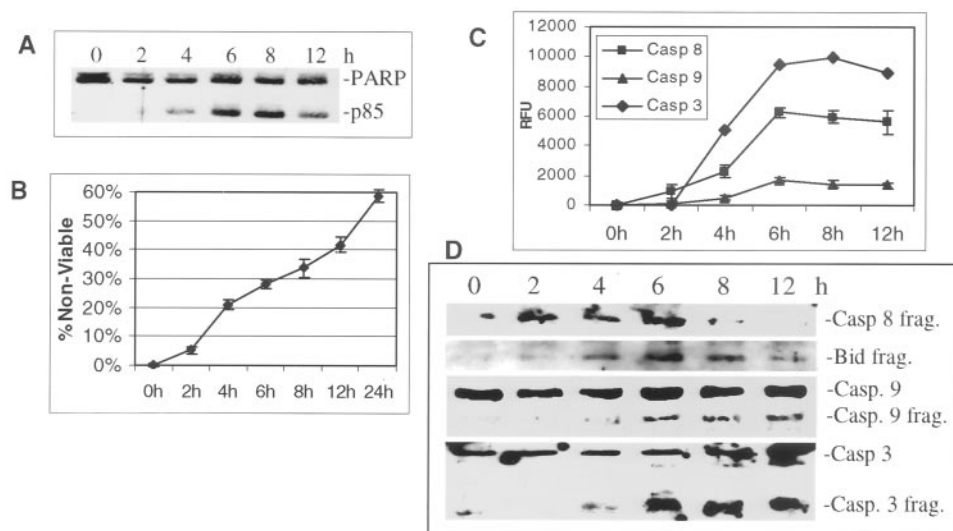 A
0 2 4 6 8 12 h
-PARP
-p85
B
%Non-Viable
60%
50%
40%
30%
20%
10%
0%
0h 2h 4h 6h 8h 12h 24h
C
RFU
12000
10000
8000
6000
4000
2000
0
Casp 8
Casp 9
Casp 3
0h 2h 4h 6h 8h 12h
D
0 2 4 6 8 12 h
-Casp 8 frag.
-Bid frag.
-Casp. 9
-Casp. 9 frag.
-Casp 3
-Casp. 3 frag.